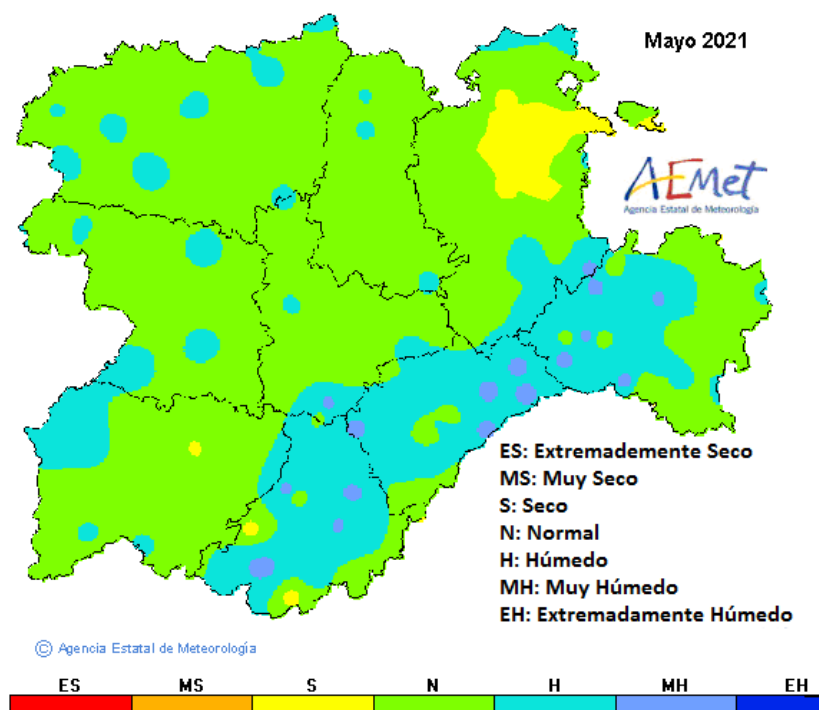 Mayo 2021
AEMet
Agencia Estatal de Meteorología
ES: Extremademente Seco
MS: Muy Seco
S: Seco
N: Normal
H: Húmedo
MH: Muy Húmedo
EH: Extremadamente Húmedo
© Agencia Estatal de Meteorología
ES MS S N H MH EH